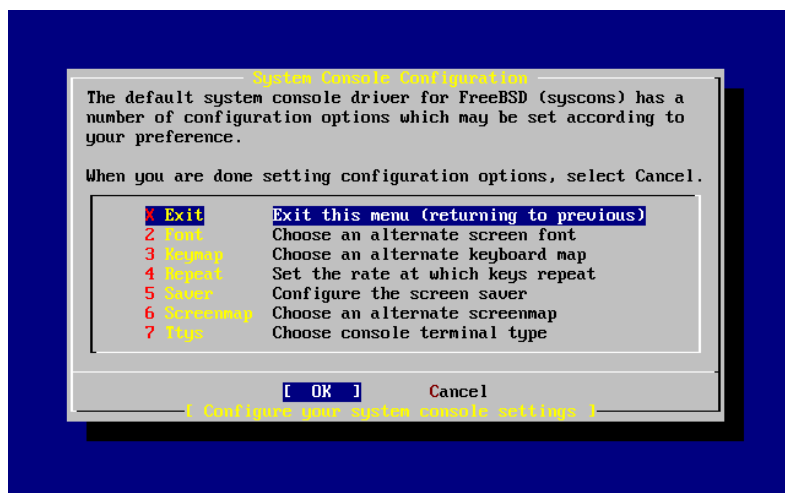 System Console Configuration
The default system console driver for FreeBSD (syscons) has a
number of configuration options which may be set according to
your preference.
When you are done setting configuration options, select Cancel.
X Exit Exit this menu (returning to previous)
2 Font Choose an alternate screen font
3 Keymap Choose an alternate keyboard map
4 Repeat Set the rate at which keys repeat
5 Saver Configure the screen saver
6 Screenmap Choose an alternate screenmap
7 Ttys Choose console terminal type
[ OK ] Cancel
[ Configure your system console settings ]